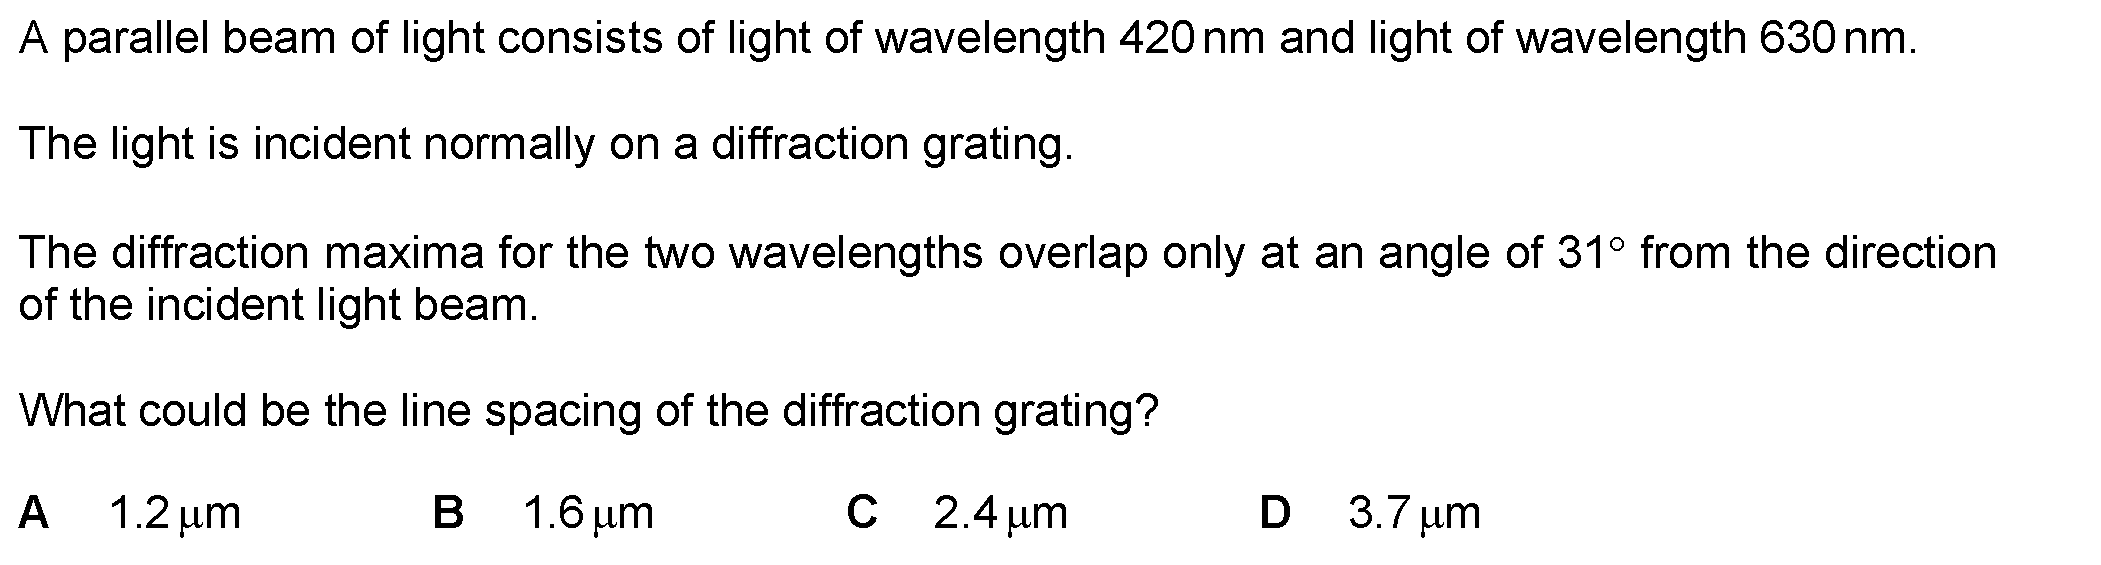 A parallel beam of light consists of light of wavelength 420 nm and light of wavelength 630 nm.
The light is incident normally on a diffraction grating.
The diffraction maxima for the two wavelengths overlap only at an angle of 31° from the direction
of the incident light beam.
What could be the line spacing of the diffraction grating?
A 1.2 μm B 1.6 μm C 2.4 μm D 3.7 μm